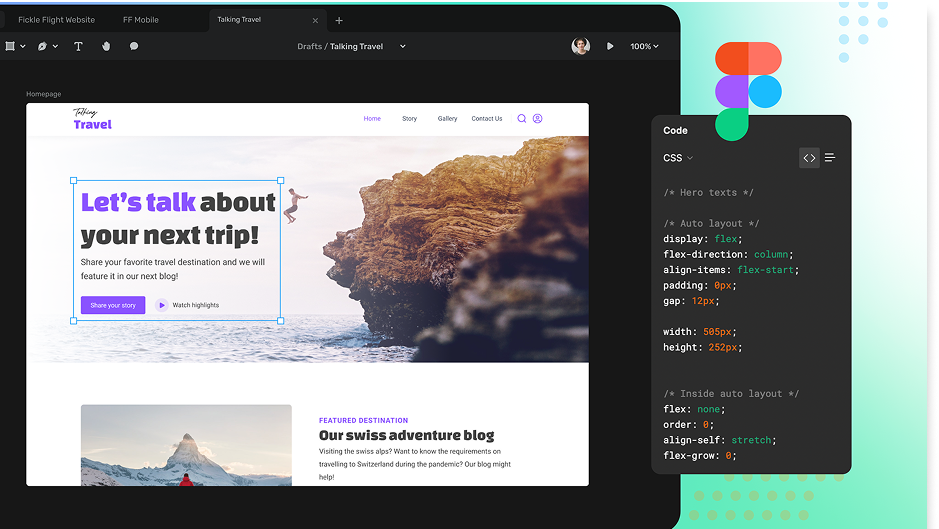 Fickle Flight Website
FF Mobile
Talking Travel
Drafts / Talking Travel
100%
Homepage
Talking
Travel
Home
Story
Gallery
Contact Us
Let's talk about
your next trip!
Share your favorite travel destination and we will
feature it in our next blog!
Share your story
Watch highlights
FEATURED DESTINATION
Our swiss adventure blog
Visiting the swiss alps? Want to know the requirements on
travelling to Switzerland during the pandemic? Our blog might
help!
Code
CSS
/* Hero texts */
/* Auto layout */
display: flex;
flex-direction: column;
align-items: flex-start;
padding: 0px;
gap: 12px;
width: 505px;
height: 252px;
/* Inside auto layout */
flex: none;
order: 0;
align-self: stretch;
flex-grow: 0;